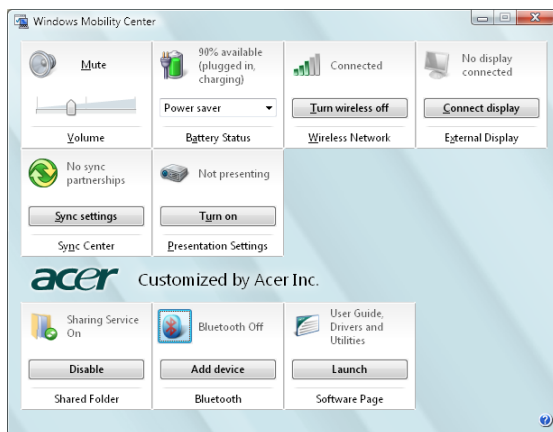 Windows Mobility Center
Mute
Volume
90% available
(plugged in,
charging)
Power saver
Battery Status
Connected
Turn wireless off
Wireless Network
No display
connected
Connect display
External Display
No sync
partnerships
Sync settings
Sync Center
Not presenting
Turn on
Presentation Settings
acer Customized by Acer Inc.
Sharing Service
On
Disable
Shared Folder
Bluetooth Off
Add device
Bluetooth
User Guide,
Drivers and
Utilities
Launch
Software Page